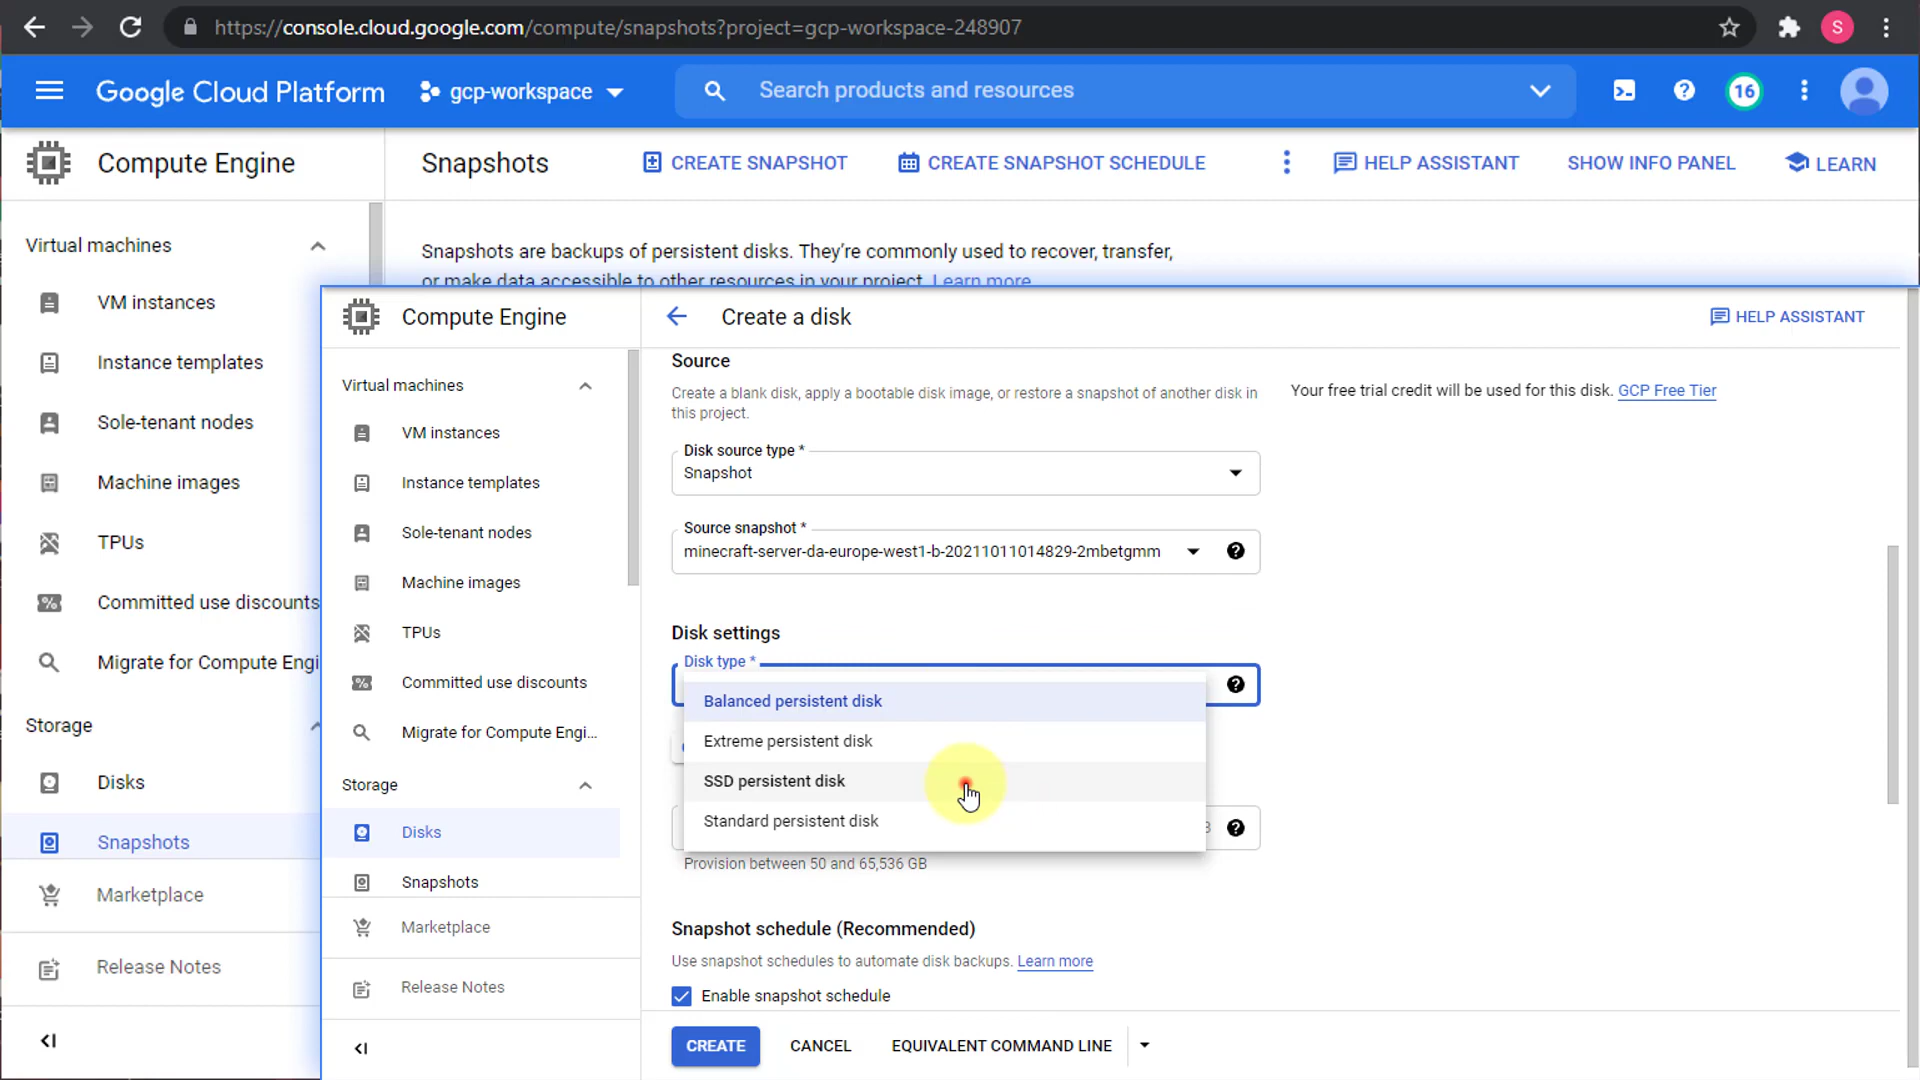 https://console.cloud.google.com/compute/snapshots?project=gcp-workspace-248907
S
Google Cloud Platform
gcp-workspace
Search products and resources
16
Compute Engine
Snapshots
CREATE SNAPSHOT
CREATE SNAPSHOT SCHEDULE
HELP ASSISTANT
SHOW INFO PANEL
LEARN
Virtual machines
VM instances
Instance templates
Sole-tenant nodes
Machine images
TPUs
Committed use discounts
Migrate for Compute Engi
Storage
Disks
Snapshots
Marketplace
Release Notes
Snapshots are backups of persistent disks. They're commonly used to recover, transfer,
or make data accessible to other resources in your project. Learn more
Compute Engine
Create a disk
HELP ASSISTANT
Virtual machines
VM instances
Instance templates
Sole-tenant nodes
Machine images
TPUs
Committed use discounts
Migrate for Compute Engi...
Storage
Disks
Snapshots
Marketplace
Release Notes
Source
Create a blank disk, apply a bootable disk image, or restore a snapshot of another disk in
this project.
Disk source type *
Snapshot
Source snapshot *
minecraft-server-da-europe-west1-b-20211011014829-2mbetgmm
Disk settings
Disk type *
Balanced persistent disk
Extreme persistent disk
SSD persistent disk
Standard persistent disk
Provision between 50 and 65,536 GB
Snapshot schedule (Recommended)
Use snapshot schedules to automate disk backups. Learn more
Enable snapshot schedule
CREATE
CANCEL
EQUIVALENT COMMAND LINE
Your free trial credit will be used for this disk. GCP Free Tier